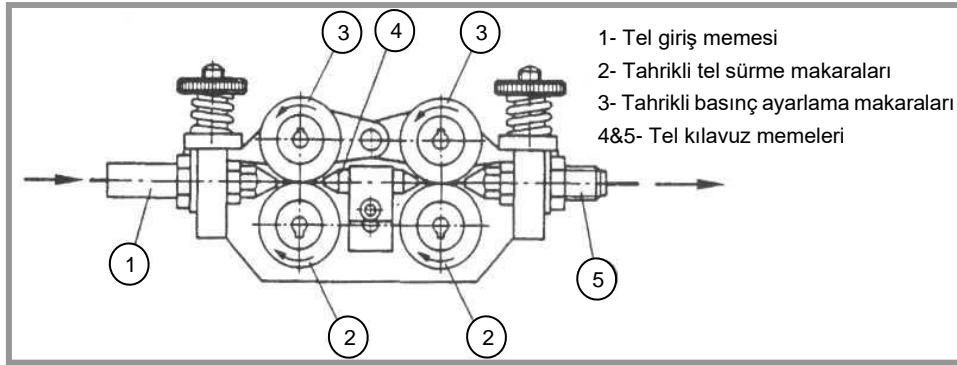 3 4 3
1- Tel giriş memesi
2- Tahrikli tel sürme makaraları
3- Tahrikli basınç ayarlama makaraları
4&5- Tel kılavuz memeleri
1 5
2 2